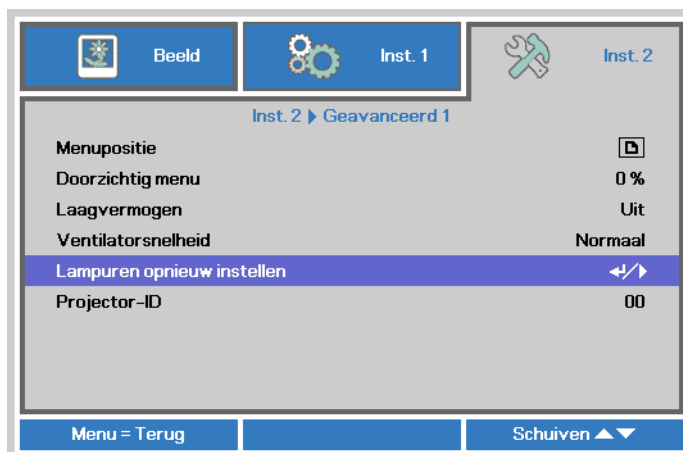 Beeld
Inst. 1
Inst. 2
Inst. 2 Geavanceerd 1
Menupositie
Doorzichtig menu 0 %
Laagvermogen Uit
Ventilatorsnelheid Normaal
Lampuren opnieuw instellen
Projector-ID 00
Menu = Terug
Schuiven